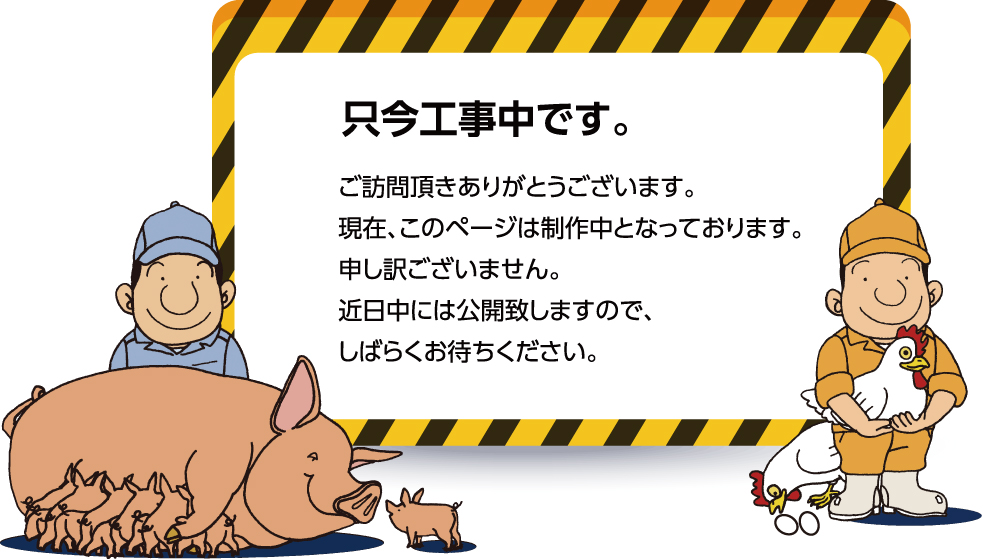 只今工事中です。
ご訪問頂きありがとうございます。
現在、このページは制作中となっております。
申し訳ございません。
近日中には公開致しますので、
しばらくお待ちください。